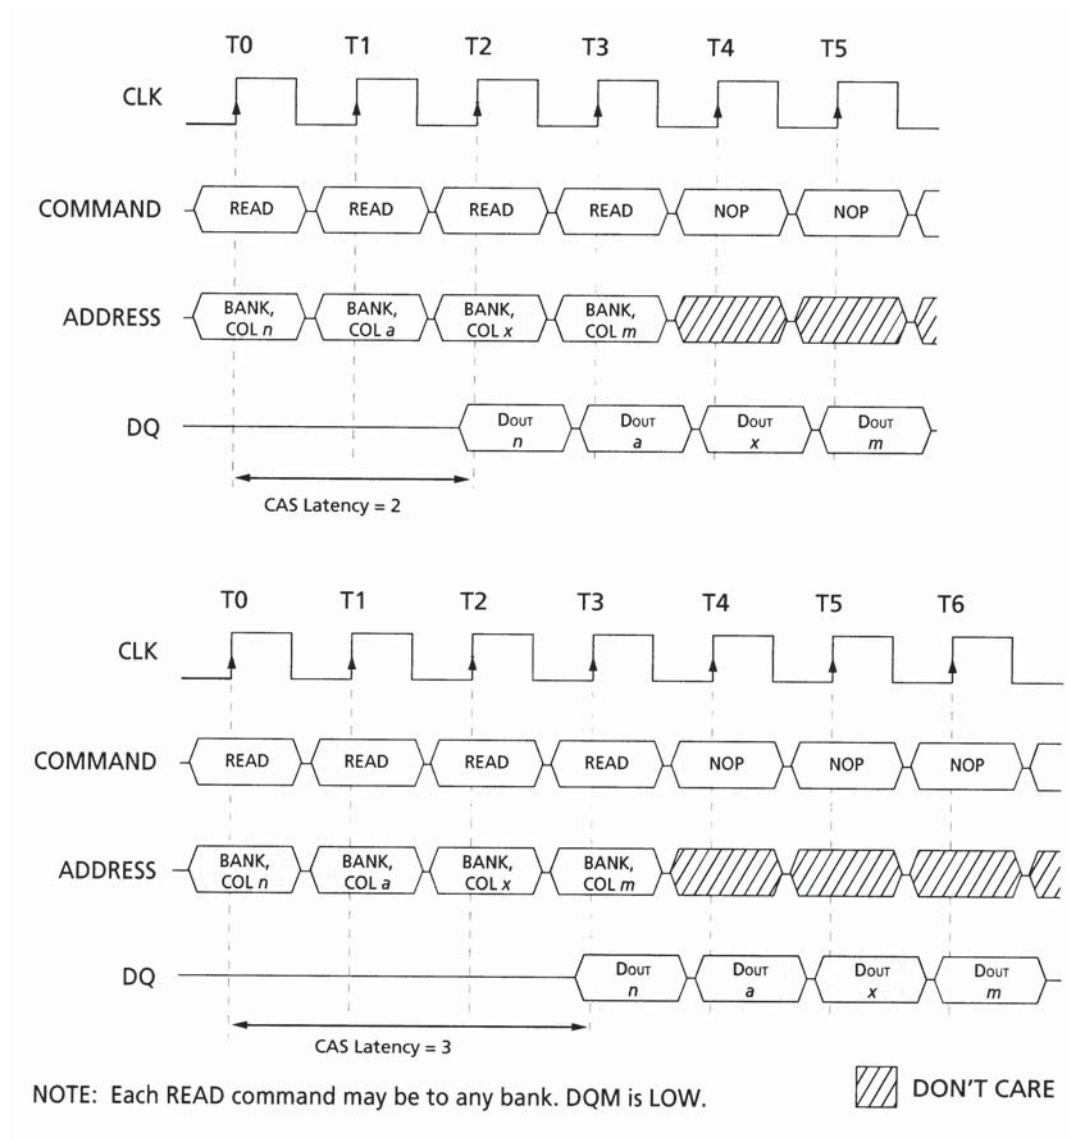 T0 T1 T2 T3 T4 T5
CLK
COMMAND READ READ READ READ NOP NOP
ADDRESS BANK, COL n BANK, COL a BANK, COL x BANK, COL m
DQ DOUT n DOUT a DOUT x DOUT m
CAS Latency = 2
T0 T1 T2 T3 T4 T5 T6
CLK
COMMAND READ READ READ READ NOP NOP NOP
ADDRESS BANK, COL n BANK, COL a BANK, COL x BANK, COL m
DQ DOUT n DOUT a DOUT x DOUT m
CAS Latency = 3
NOTE: Each READ command may be to any bank. DQM is LOW.
DON'T CARE